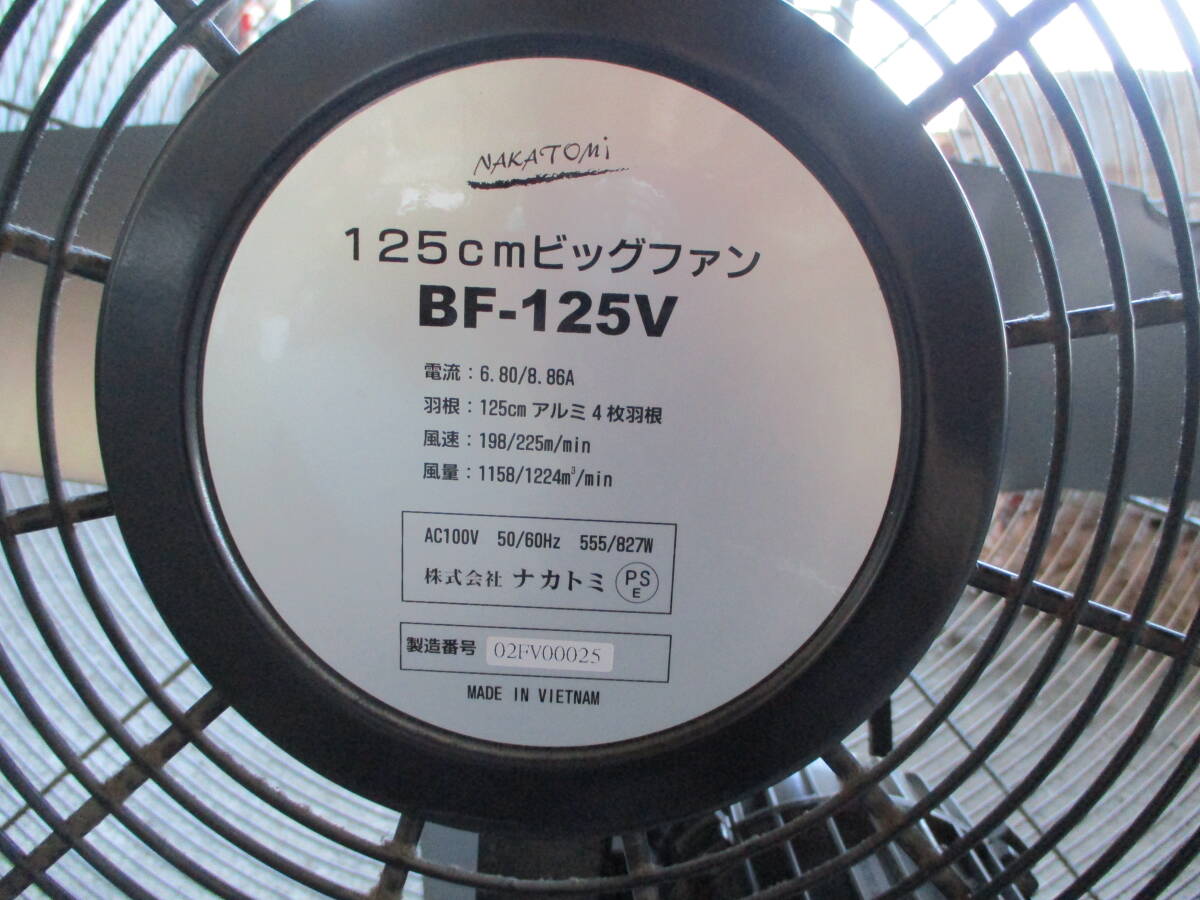 NAKATOMi
125cmビッグファン
BF-125V
電流：6.80/8.86A
羽根：125cm アルミ4枚羽根
風速：198/225m/min
風量：1158/1224m³/min
AC100V 50/60Hz 555/827W
株式会社 ナカトミ PS E
製造番号 02FV00025
MADE IN VIETNAM